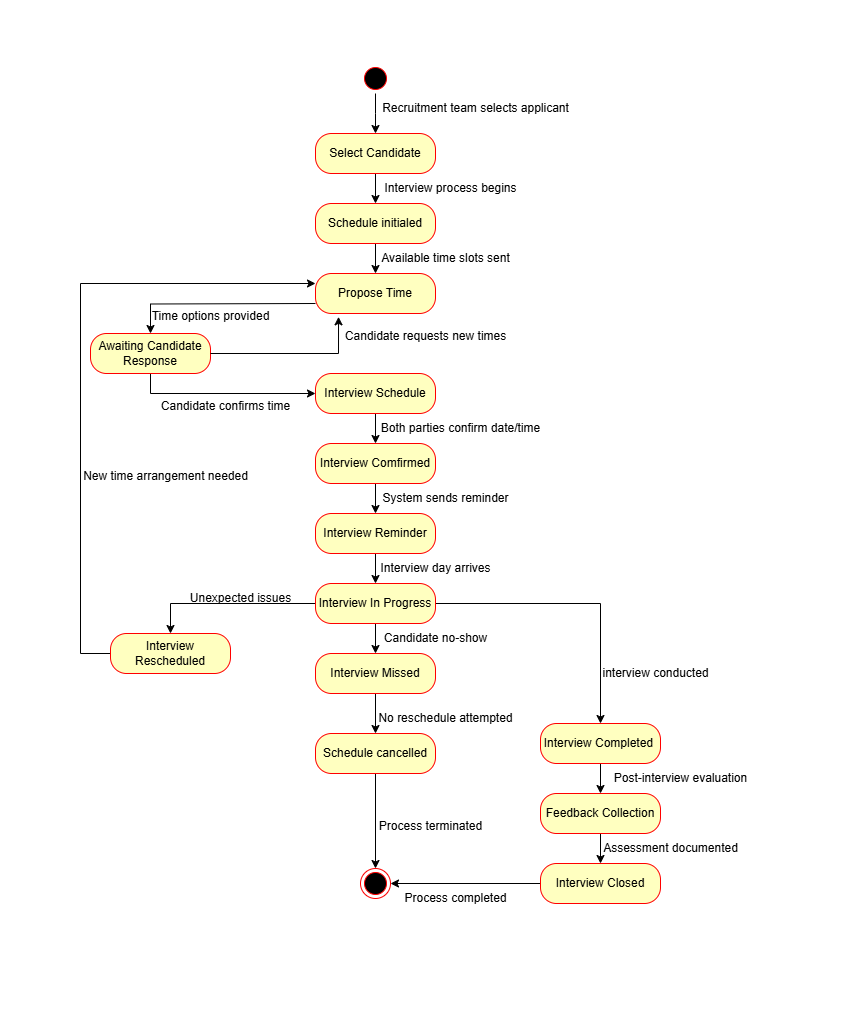 Recruitment team selects applicant
Select Candidate
Interview process begins
Schedule initialed
Available time slots sent
Propose Time
Time options provided
Candidate requests new times
Awaiting Candidate
Response
Interview Schedule
Candidate confirms time
Both parties confirm date/time
Interview Comfirmed
New time arrangement needed
System sends reminder
Interview Reminder
Interview day arrives
Unexpected issues
Interview In Progress
Candidate no-show
Interview
Rescheduled
Interview Missed
interview conducted
No reschedule attempted
Schedule cancelled
Interview Completed
Post-interview evaluation
Feedback Collection
Process terminated
Assessment documented
Interview Closed
Process completed